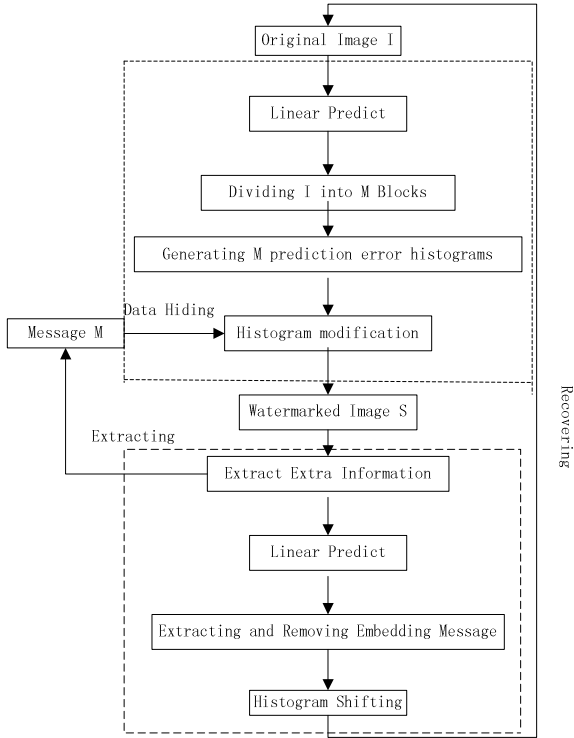 Original Image I
Linear Predict
Dividing I into M Blocks
Generating M prediction error histograms
Data Hiding
Message M
Histogram modification
Watermarked Image S
Recovering
Extracting
Extract Extra Information
Linear Predict
Extracting and Removing Embedding Message
Histogram Shifting